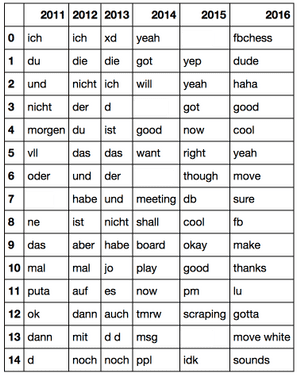 2011 2012 2013 2014 2015 2016
0 ich ich xd yeah fbchess
1 du die die got yep dude
2 und nicht ich will yeah haha
3 nicht der d got good
4 morgen du ist good now cool
5 vll das das want right yeah
6 oder und der though move
7 habe und meeting db sure
8 ne ist nicht shall cool fb
9 das aber habe board okay make
10 mal mal jo play good thanks
11 puta auf es now pm lu
12 ok dann auch tmrw scraping gotta
13 dann mit d d msg move white
14 d noch noch ppl idk sounds